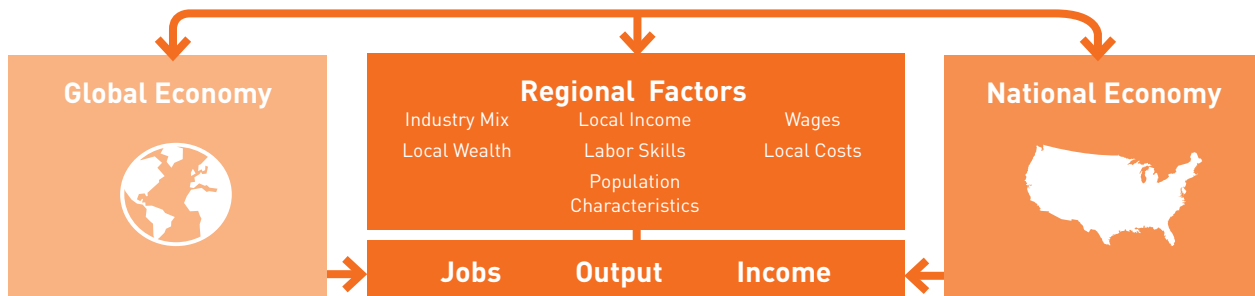 Global Economy
Regional Factors
Industry Mix Local Income Wages
Local Wealth Labor Skills Local Costs
Population
Characteristics
National Economy
Jobs Output Income